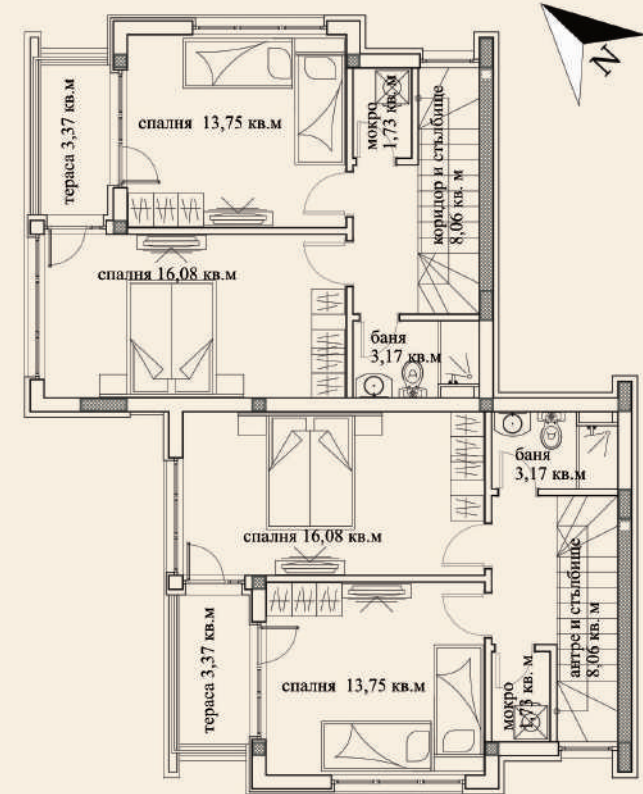 N
спалня 13,75 кв.м
тераса 3,37 кв.м
мокро
1,73 кв. м
коридор и стълбище
8,06 кв. м
спалня 16,08 кв.м
баня
3,17 кв.м
баня
3,17 кв.м
спалня 16,08 кв.м
антре и стълбище
8,06 кв. м
тераса 3,37 кв.м
спалня 13,75 кв.м
мокро
1,73 кв. м